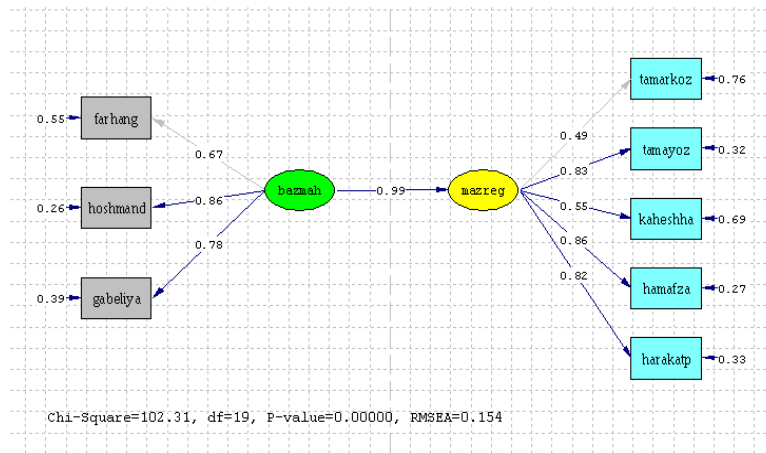 tamarkoz
0.76
farhang
0.55
0.49
tamayoz
0.32
0.67
0.83
bazmah
0.99
mazreg
hoshmand
0.26
0.86
0.55
kaheshha
0.69
0.78
0.86
0.82
gabeliya
0.39
hamafza
0.27
harakatp
0.33
Chi-Square=102.31, df=19, P-value=0.00000, RMSEA=0.154